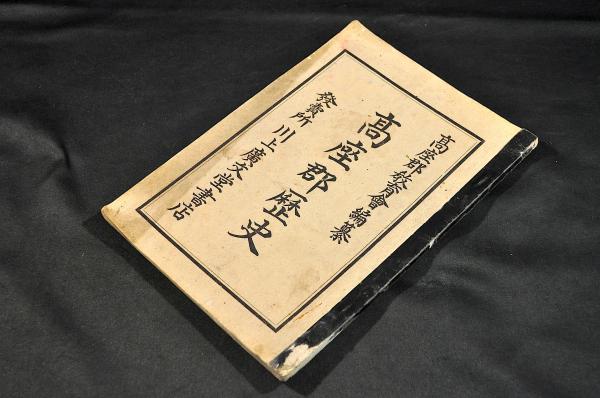 高座郡敎育會編纂
高座郡歴史
發賣所 川上廣文堂書店